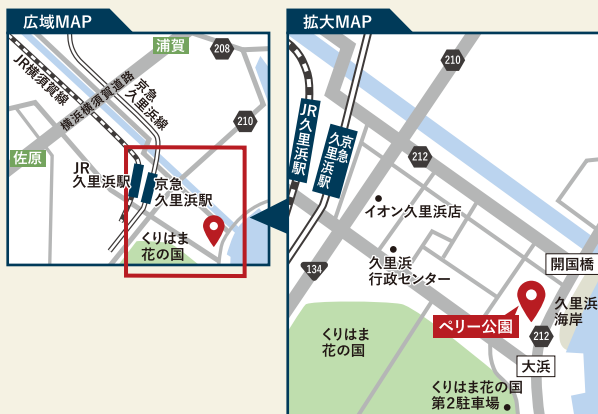 広域MAP
浦賀
208
JR横須賀線
横浜横須賀道路
京急
久里浜線
210
佐原
JR
久里浜駅
京急
久里浜駅
くりはま
花の国
拡大MAP
210
JR
久里浜駅
京急
久里浜駅
212
イオン久里浜店
久里浜
行政センター
134
開国橋
久里浜
海岸
ペリー公園
212
くりはま
花の国
大浜
くりはま花の国
第2駐車場